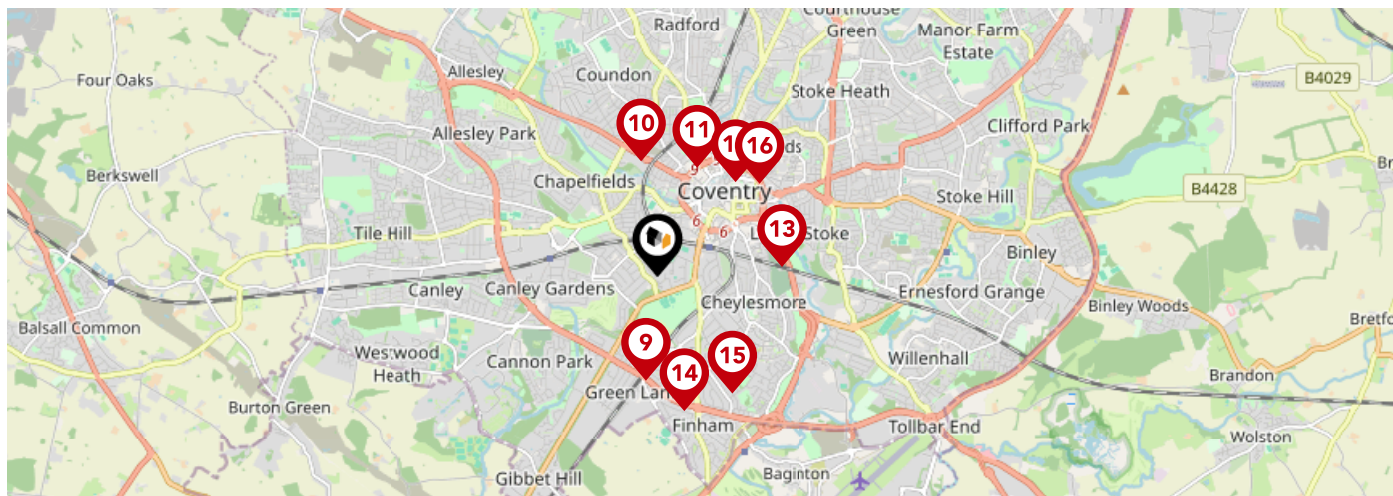 Courthouse
Green
Radford
Manor Farm
Estate
Four Oaks
Allesley
Coundon
B4029
Stoke Heath
10
11
16
Allesley Park
Clifford Park
9
Berkswell
Chapelfields
Coventry
B4428
Stoke Hill
6
6
13
Stoke
Tile Hill
Binley
Canley
Canley Gardens
Cheylesmore
Ernesford Grange
Binley Woods
Balsall Common
9
14
15
Westwood
Heath
Cannon Park
Willenhall
Brandon
Burton Green
Finham
Tollbar End
Wolston
Gibbet Hill
Baginton